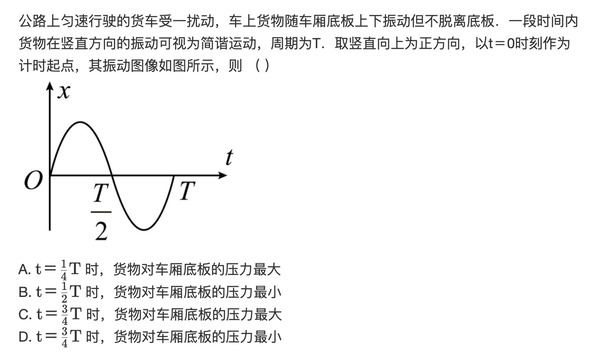 公路上匀速行驶的货车受一扰动，车上货物随车厢底板上下振动但不脱离底板．一段时间内
货物在竖直方向的振动可视为简谐运动，周期为T．取竖直向上为正方向，以t＝0时刻作为
计时起点，其振动图像如图所示，则 （ ）
x
O
T/2
T
t
A. t＝1/4 T 时，货物对车厢底板的压力最大
B. t＝1/2 T 时，货物对车厢底板的压力最小
C. t＝3/4 T 时，货物对车厢底板的压力最大
D. t＝3/4 T 时，货物对车厢底板的压力最小